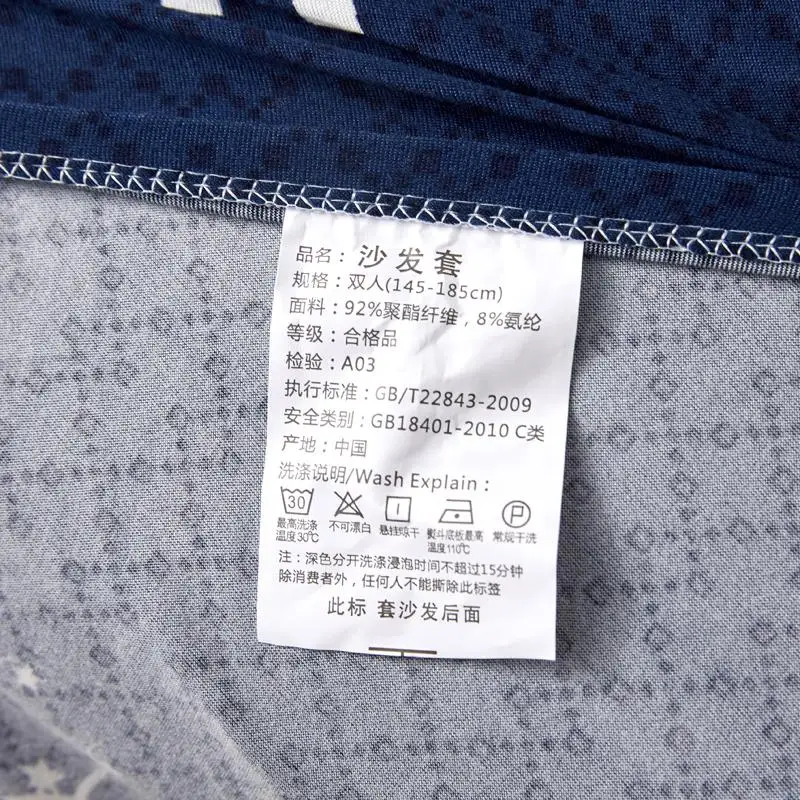 品名：沙发套
规格：双人(145-185cm)
面料：92%聚酯纤维，8%氨纶
等级：合格品
检验：A03
执行标准：GB/T22843-2009
安全类别：GB18401-2010 C类
产地：中国
洗涤说明/Wash Explain：
30 P
最高洗涤温度30℃ 不可漂白 悬挂晾干 熨斗底板最高温度110℃ 常规干洗
注：深色分开洗涤浸泡时间不超过15分钟
除消费者外，任何人不能撕除此标签
此标 套沙发后面